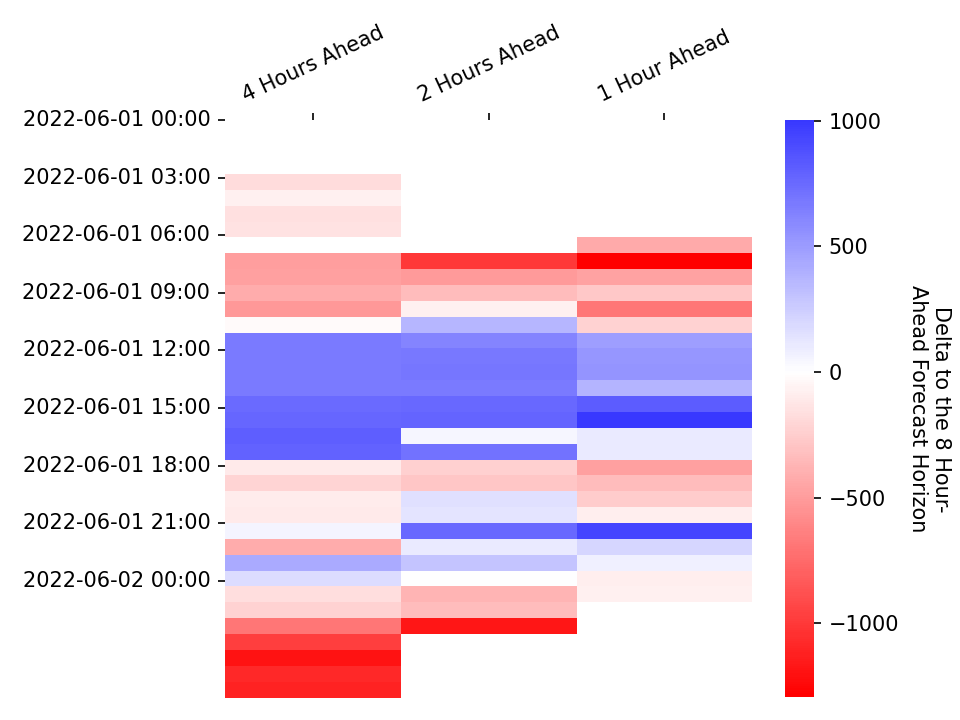 4 Hours Ahead
2 Hours Ahead
1 Hour Ahead
2022-06-01 00:00
2022-06-01 03:00
2022-06-01 06:00
2022-06-01 09:00
2022-06-01 12:00
2022-06-01 15:00
2022-06-01 18:00
2022-06-01 21:00
2022-06-02 00:00
1000
500
0
−500
−1000
Delta to the 8 Hour-
Ahead Forecast Horizon